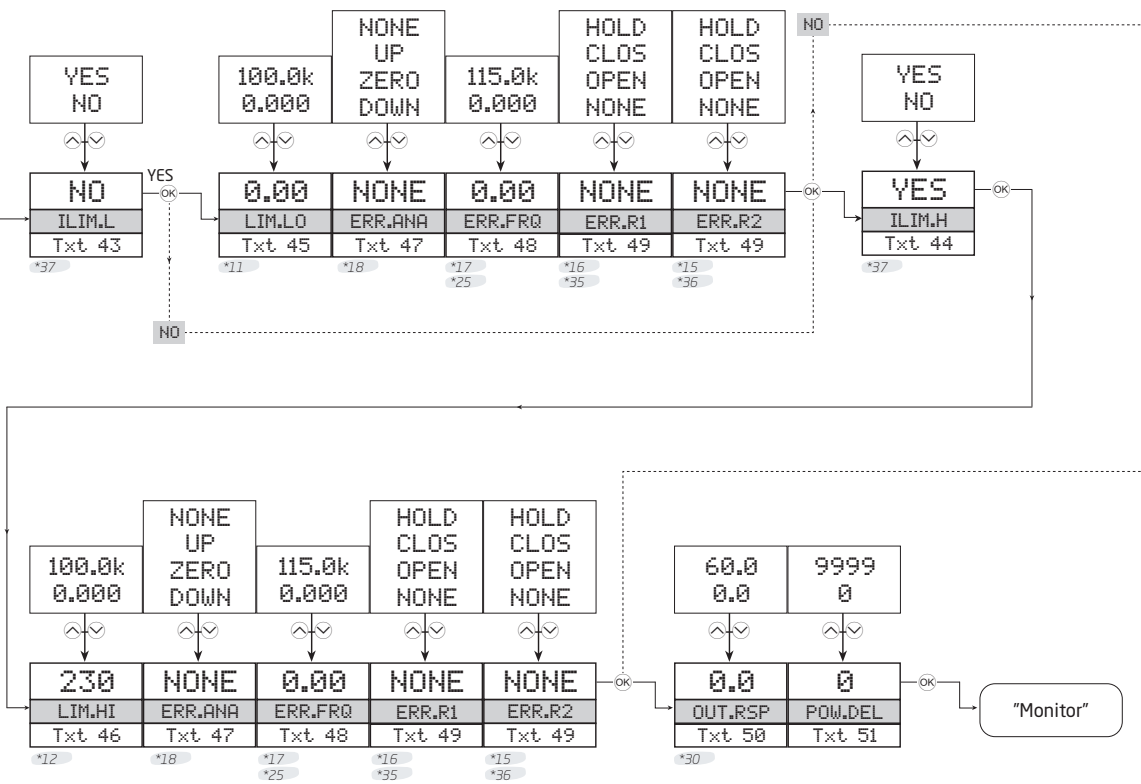 YES
NO
NO
ILIM.L
Txt 43
*37
YES
OK
NO
100.0k
0.000
0.00
LIM.LO
Txt 45
*11
NONE
UP
ZERO
DOWN
NONE
ERR.ANA
Txt 47
*18
115.0k
0.000
0.00
ERR.FRQ
Txt 48
*17
*25
HOLD
CLOS
OPEN
NONE
NONE
ERR.R1
Txt 49
*16
*35
HOLD
CLOS
OPEN
NONE
NONE
ERR.R2
Txt 49
*15
*36
OK
NO
YES
NO
YES
ILIM.H
Txt 44
*37
OK
100.0k
0.000
230
LIM.HI
Txt 46
*12
NONE
UP
ZERO
DOWN
NONE
ERR.ANA
Txt 47
*18
115.0k
0.000
0.00
ERR.FRQ
Txt 48
*17
*25
HOLD
CLOS
OPEN
NONE
NONE
ERR.R1
Txt 49
*16
*35
HOLD
CLOS
OPEN
NONE
NONE
ERR.R2
Txt 49
*15
*36
OK
60.0
0.0
0.0
OUT.RSP
Txt 50
*30
9999
0
0
POW.DEL
Txt 51
OK
"Monitor"